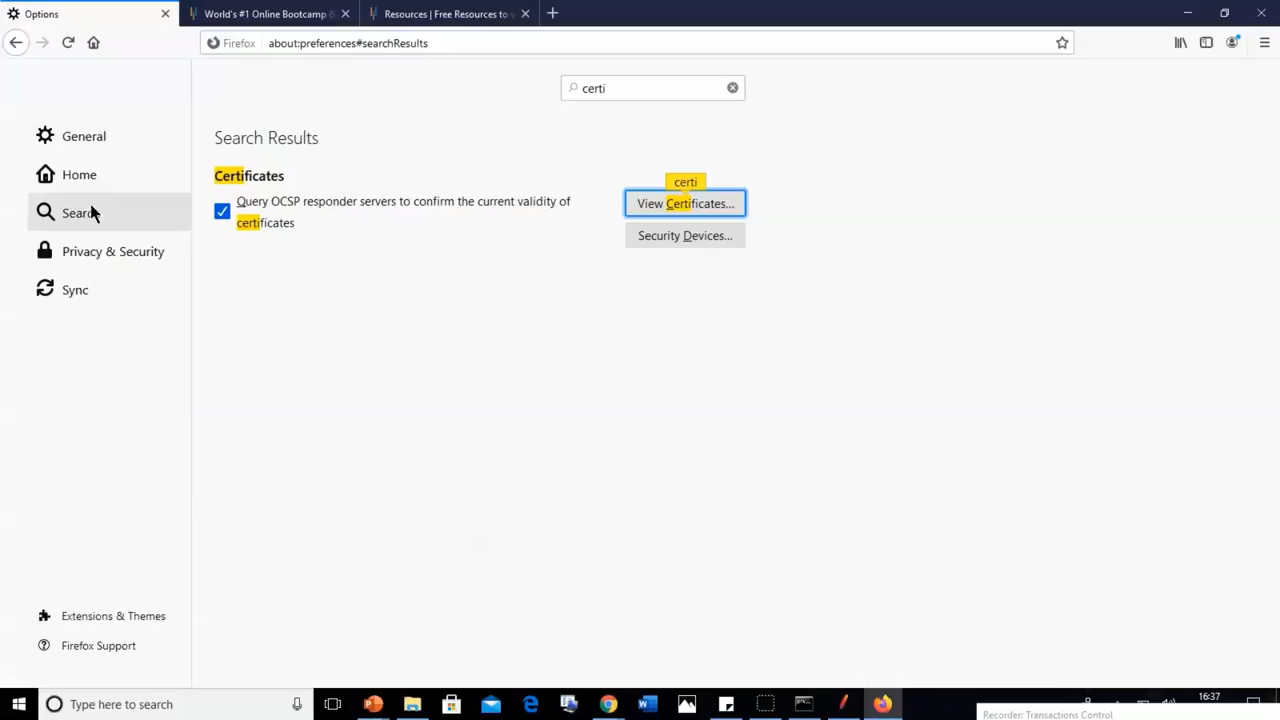 Options
World's #1 Online Bootcamp
Resources | Free Resources to
Firefox
about:preferences#searchResults
certi
General
Home
Search
Privacy & Security
Sync
Search Results
Certificates
Query OCSP responder servers to confirm the current validity of
certificates
certi
View Certificates...
Security Devices...
Extensions & Themes
Firefox Support
Type here to search
16:37
Recorder: Transactions Control